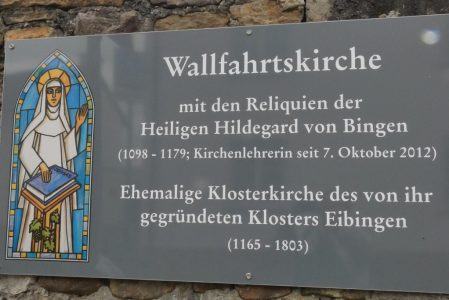 Wallfahrtskirche
mit den Reliquien der
Heiligen Hildegard von Bingen
(1098 - 1179; Kirchenlehrerin seit 7. Oktober 2012)
Ehemalige Klosterkirche des von ihr
gegründeten Klosters Eibingen
(1165 - 1803)